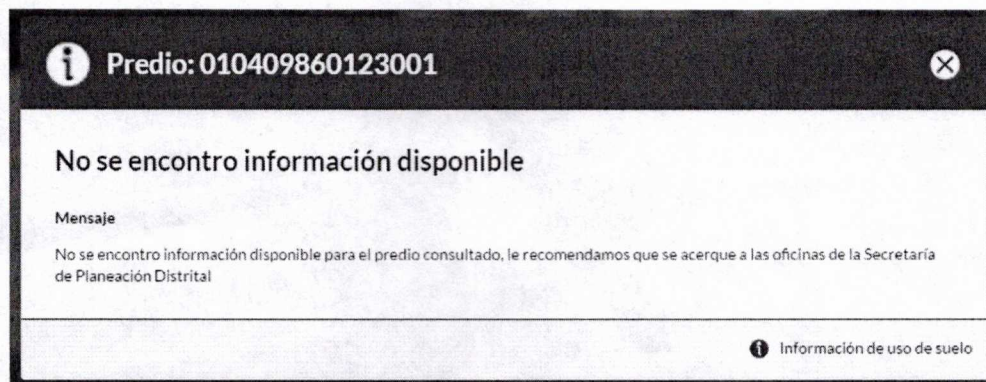 Predio: 010409860123001
No se encontro información disponible
Mensaje
No se encontro información disponible para el predio consultado, le recomendamos que se acerque a las oficinas de la Secretaría
de Planeación Distrital
Información de uso de suelo